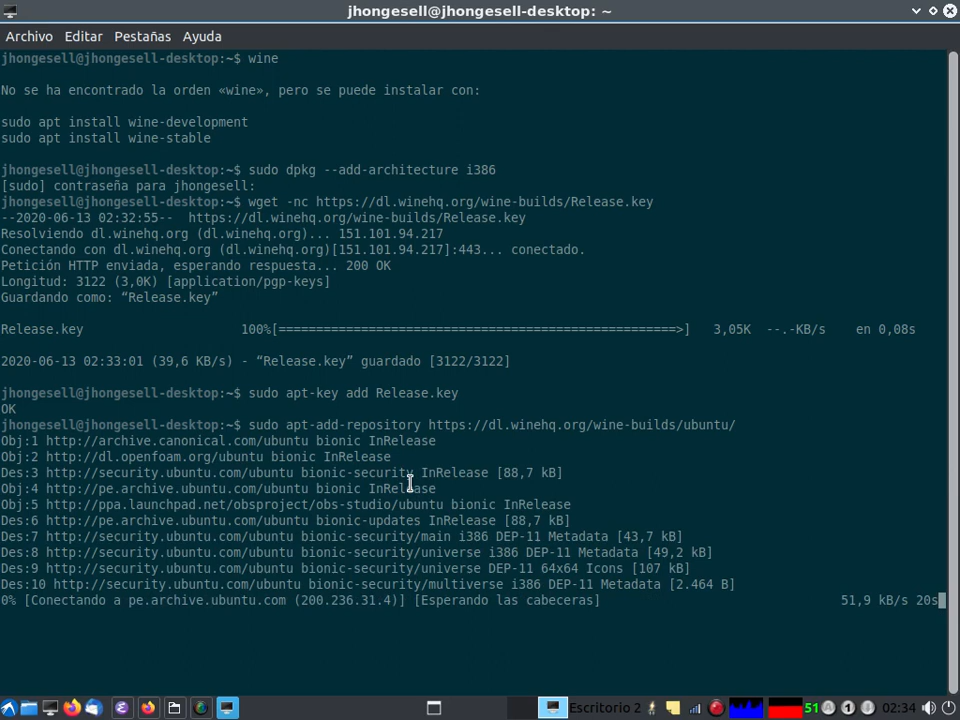 jhongesell@jhongesell-desktop: ~
Archivo Editar Pestañas Ayuda
jhongesell@jhongesell-desktop:~$ wine
No se ha encontrado la orden «wine», pero se puede instalar con:
sudo apt install wine-development
sudo apt install wine-stable
jhongesell@jhongesell-desktop:~$ sudo dpkg --add-architecture i386
[sudo] contraseña para jhongesell:
jhongesell@jhongesell-desktop:~$ wget -nc https://dl.winehq.org/wine-builds/Release.key
--2020-06-13 02:32:55--  https://dl.winehq.org/wine-builds/Release.key
Resolviendo dl.winehq.org (dl.winehq.org)... 151.101.94.217
Conectando con dl.winehq.org (dl.winehq.org)[151.101.94.217]:443... conectado.
Petición HTTP enviada, esperando respuesta... 200 OK
Longitud: 3122 (3,0K) [application/pgp-keys]
Guardando como: “Release.key”
Release.key 100%[=====================================================>] 3,05K --.-KB/s en 0,08s
2020-06-13 02:33:01 (39,6 KB/s) - “Release.key” guardado [3122/3122]
jhongesell@jhongesell-desktop:~$ sudo apt-key add Release.key
OK
jhongesell@jhongesell-desktop:~$ sudo apt-add-repository https://dl.winehq.org/wine-builds/ubuntu/
Obj:1 http://archive.canonical.com/ubuntu bionic InRelease
Obj:2 http://dl.openfoam.org/ubuntu bionic InRelease
Des:3 http://security.ubuntu.com/ubuntu bionic-security InRelease [88,7 kB]
Obj:4 http://pe.archive.ubuntu.com/ubuntu bionic InRelease
Obj:5 http://ppa.launchpad.net/obsproject/obs-studio/ubuntu bionic InRelease
Des:6 http://pe.archive.ubuntu.com/ubuntu bionic-updates InRelease [88,7 kB]
Des:7 http://security.ubuntu.com/ubuntu bionic-security/main i386 DEP-11 Metadata [43,7 kB]
Des:8 http://security.ubuntu.com/ubuntu bionic-security/universe i386 DEP-11 Metadata [49,2 kB]
Des:9 http://security.ubuntu.com/ubuntu bionic-security/universe DEP-11 64x64 Icons [107 kB]
Des:10 http://security.ubuntu.com/ubuntu bionic-security/multiverse i386 DEP-11 Metadata [2.464 B]
0% [Conectando a pe.archive.ubuntu.com (200.236.31.4)] [Esperando las cabeceras] 51,9 kB/s 20s
Escritorio 2 51 A 1 02:34